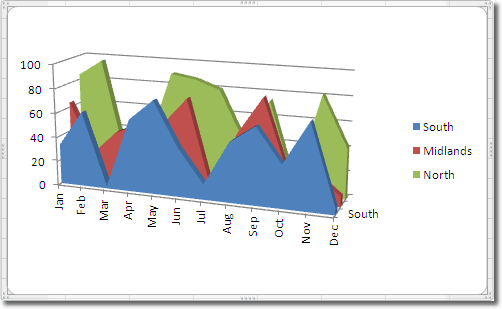 100
80
60
40
20
0
Jan
Feb
Mar
Apr
May
Jun
Jul
Aug
Sep
Oct
Nov
Dec
South
South
Midlands
North